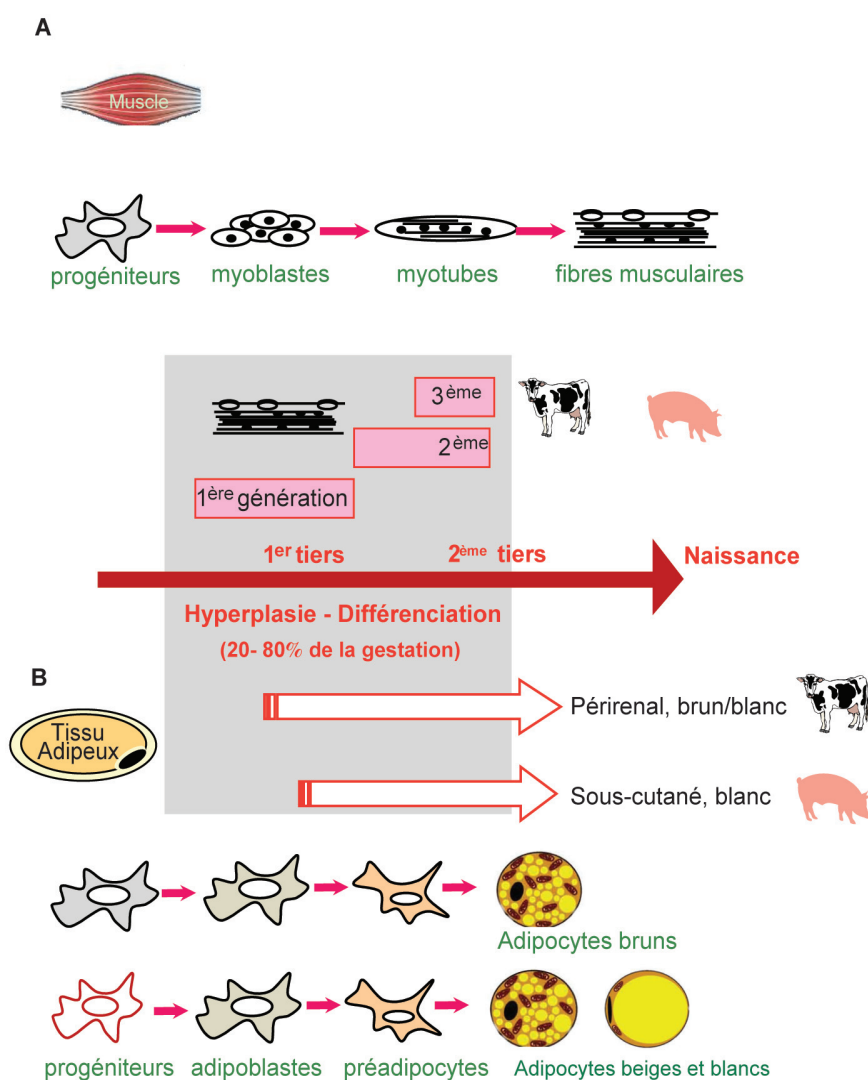 A
Muscle
progéniteurs myoblastes myotubes fibres musculaires
3ème
2ème
1ère génération
1er tiers 2ème tiers Naissance
Hyperplasie - Différenciation
(20- 80% de la gestation)
B
Tissu
Adipeux
Périrenal, brun/blanc
Sous-cutané, blanc
Adipocytes bruns
progéniteurs adipoblastes préadipocytes Adipocytes beiges et blancs